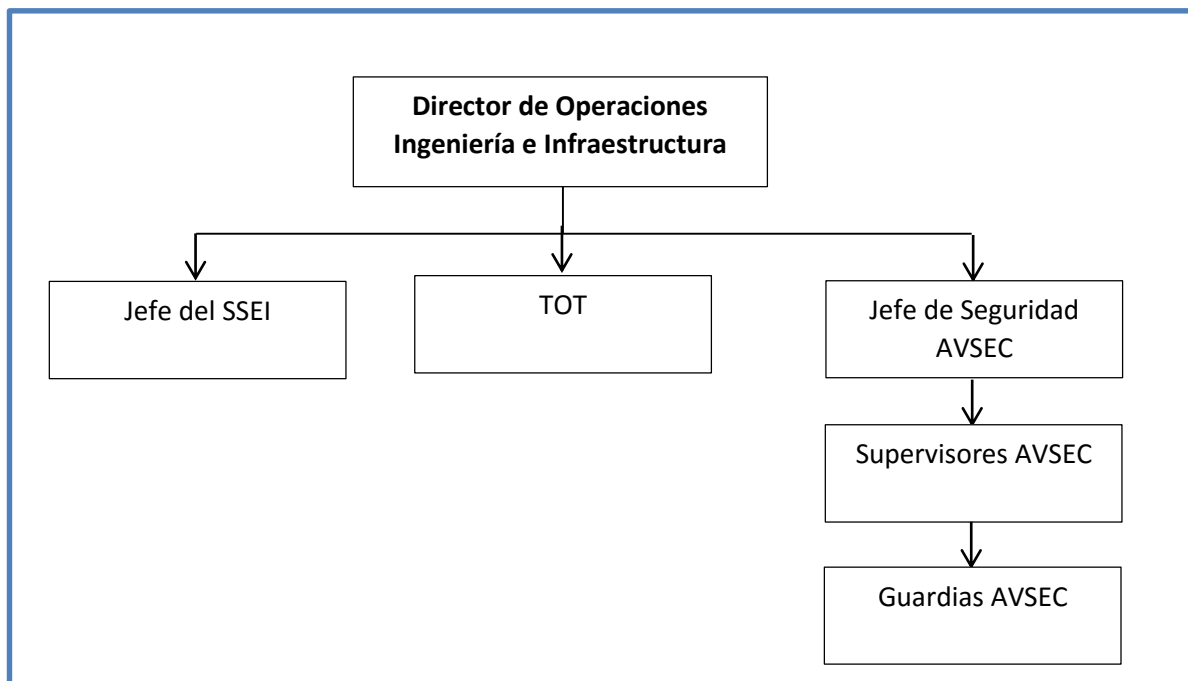 Director de Operaciones
Ingeniería e Infraestructura
Jefe del SSEI
TOT
Jefe de Seguridad
AVSEC
Supervisores AVSEC
Guardias AVSEC